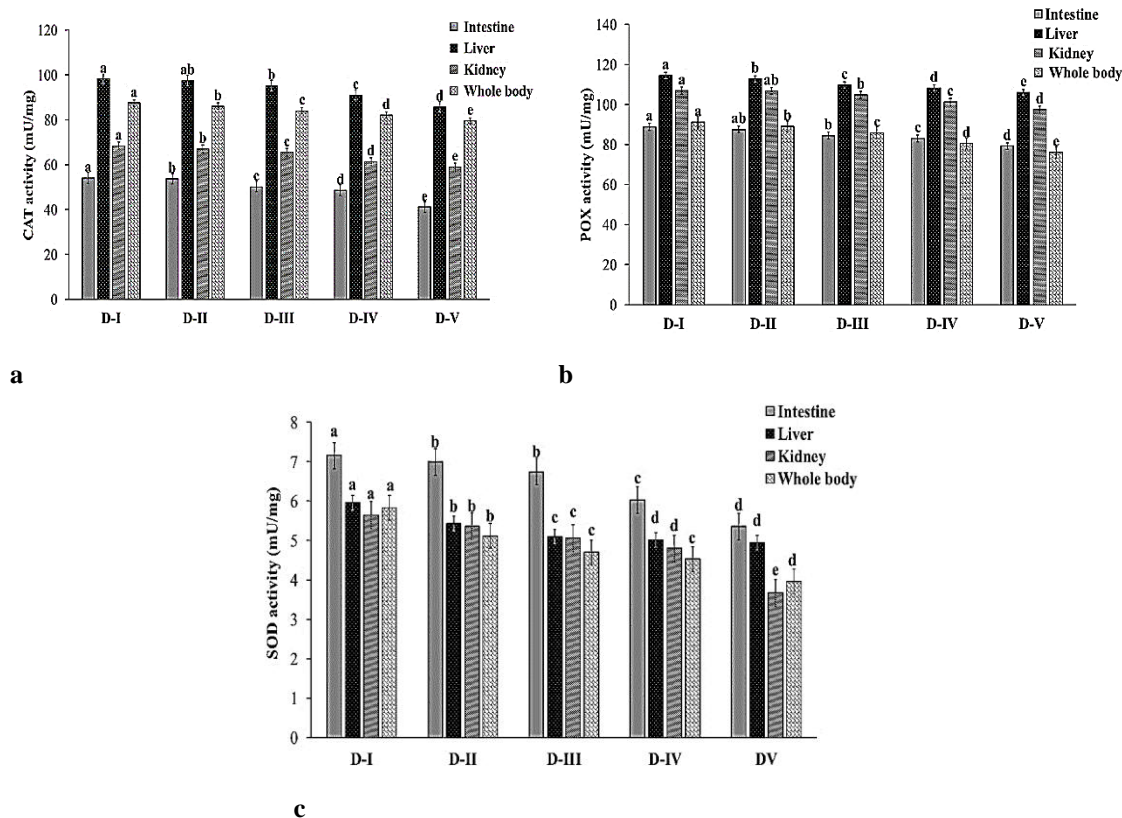 CAT activity (mU/mg)
120
100
80
60
40
20
0
Intestine
Liver
Kidney
Whole body
a a a a
b ab b b
c b c c
d c d d
e d e e
D-I D-II D-III D-IV D-V
a
POX activity (mU/mg)
140
120
100
80
60
40
20
0
Intestine
Liver
Kidney
Whole body
a a a a
ab b ab b
b c b c
c d c d
d e d e
D-I D-II D-III D-IV D-V
b
SOD activity (mU/mg)
8
7
6
5
4
3
2
1
0
Intestine
Liver
Kidney
Whole body
a a a a
b b b b
b c c c
c d d c
d d e d
D-I D-II D-III D-IV DV
c